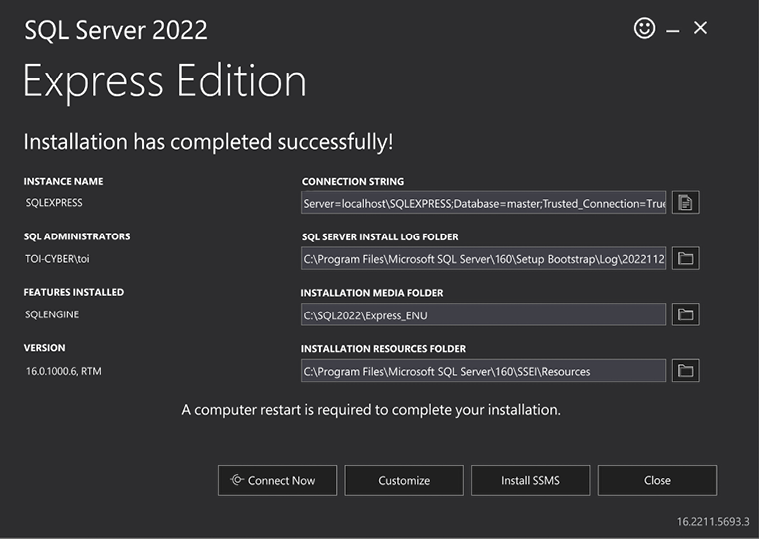 SQL Server 2022
Express Edition
Installation has completed successfully!
INSTANCE NAME
SQLEXPRESS
CONNECTION STRING
Server=localhost\SQLEXPRESS;Database=master;Trusted_Connection=True
SQL ADMINISTRATORS
TOI-CYBER\toi
SQL SERVER INSTALL LOG FOLDER
C:\Program Files\Microsoft SQL Server\160\Setup Bootstrap\Log\2022112
FEATURES INSTALLED
SQLENGINE
INSTALLATION MEDIA FOLDER
C:\SQL2022\Express_ENU
VERSION
16.0.1000.6, RTM
INSTALLATION RESOURCES FOLDER
C:\Program Files\Microsoft SQL Server\160\SSEI\Resources
A computer restart is required to complete your installation.
Connect Now
Customize
Install SSMS
Close
16.2211.5693.3